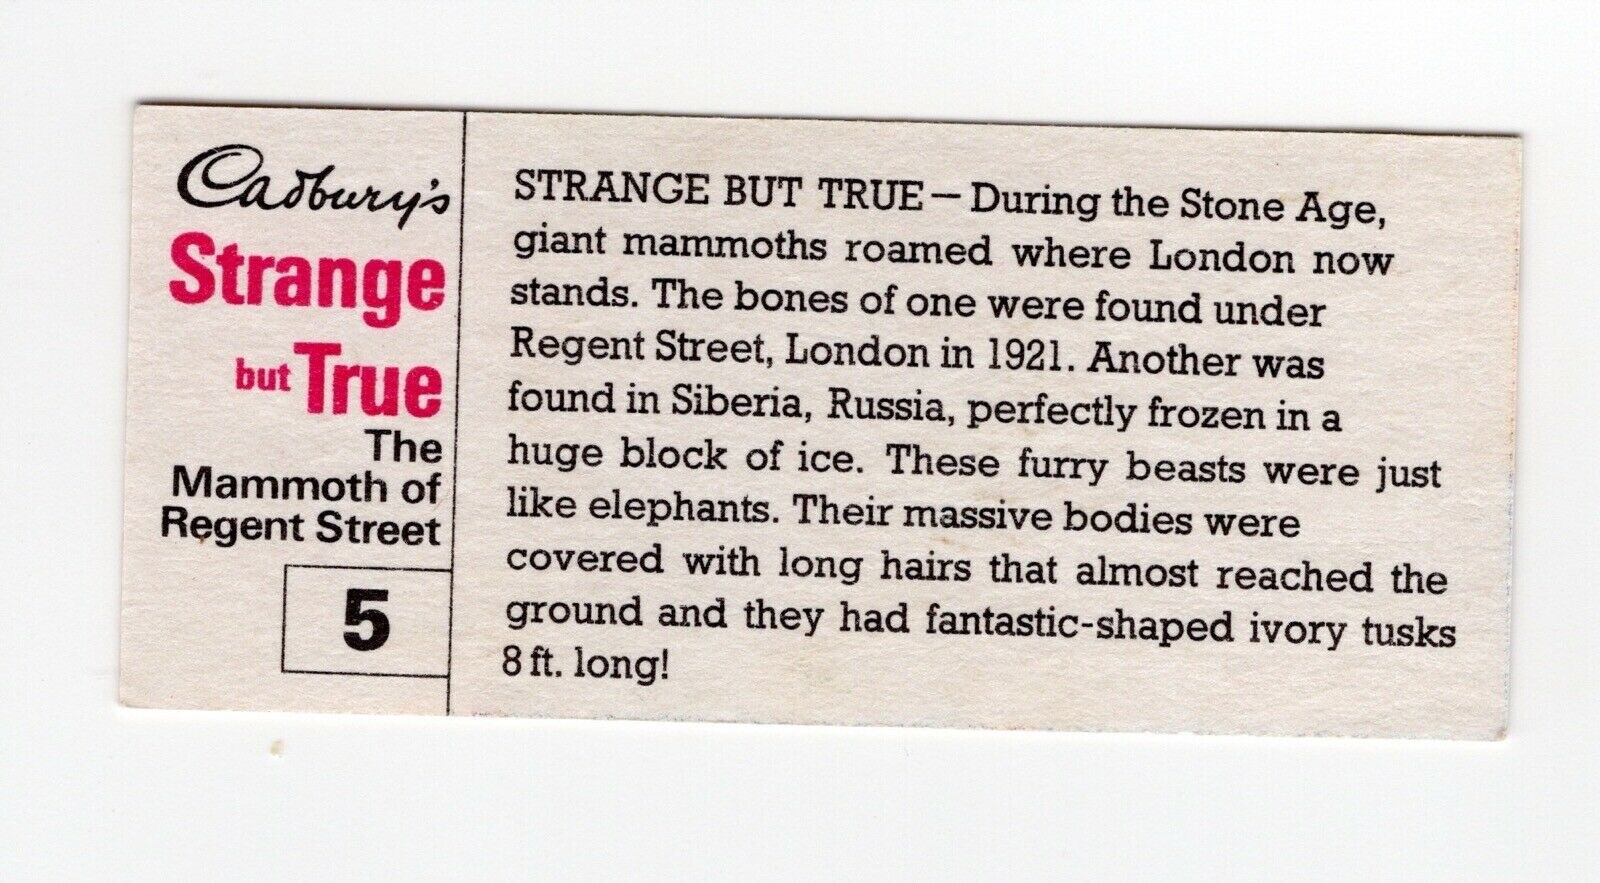 Cadbury's
Strange
but True
The
Mammoth of
Regent Street
5
STRANGE BUT TRUE — During the Stone Age,
giant mammoths roamed where London now
stands. The bones of one were found under
Regent Street, London in 1921. Another was
found in Siberia, Russia, perfectly frozen in a
huge block of ice. These furry beasts were just
like elephants. Their massive bodies were
covered with long hairs that almost reached the
ground and they had fantastic-shaped ivory tusks
8 ft. long!